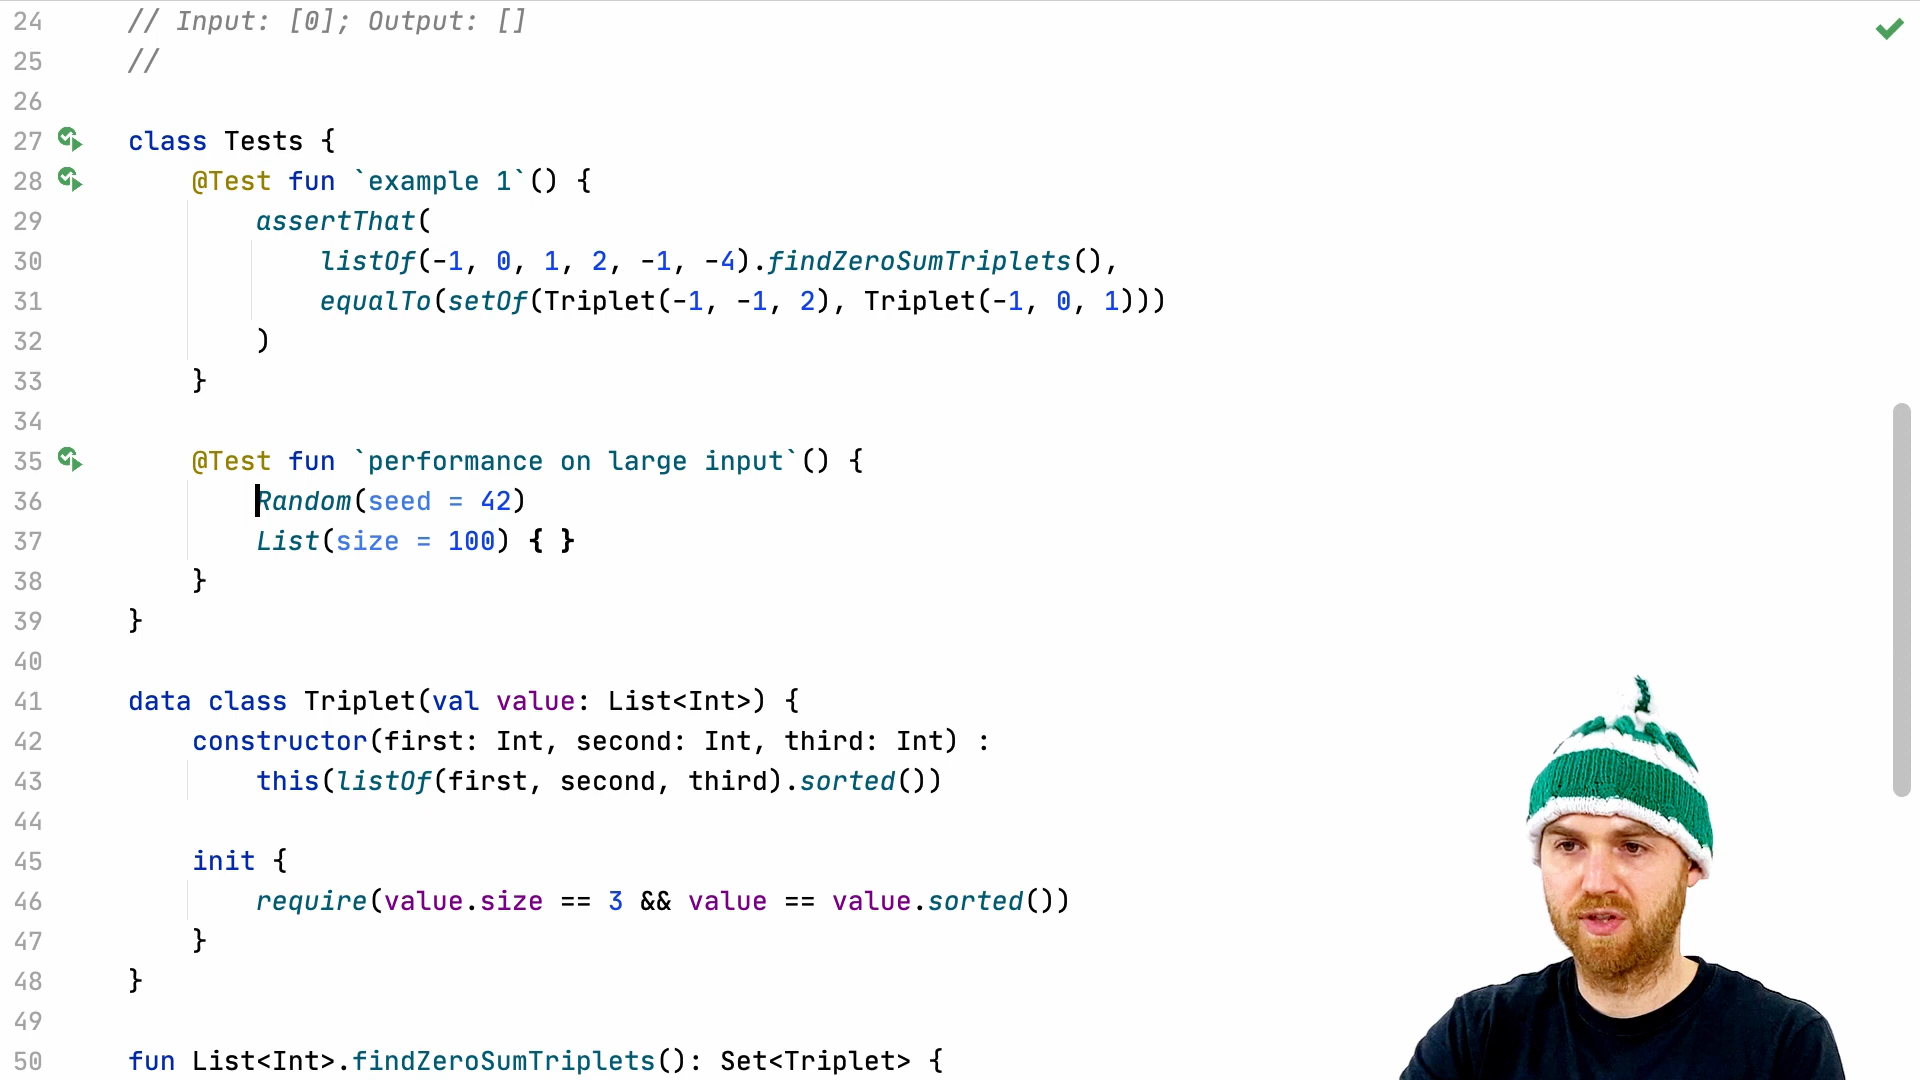 24 // Input: [0]; Output: []
25 //
26
27 class Tests {
28 @Test fun `example 1`() {
29 assertThat(
30 listOf(-1, 0, 1, 2, -1, -4).findZeroSumTriplets(),
31 equalTo(setOf(Triplet(-1, -1, 2), Triplet(-1, 0, 1)))
32 )
33 }
34
35 @Test fun `performance on large input`() {
36 Random(seed = 42)
37 List(size = 100) { }
38 }
39 }
40
41 data class Triplet(val value: List<Int>) {
42 constructor(first: Int, second: Int, third: Int) :
43 this(listOf(first, second, third).sorted())
44
45 init {
46 require(value.size == 3 && value == value.sorted())
47 }
48 }
49
50 fun List<Int>.findZeroSumTriplets(): Set<Triplet> {